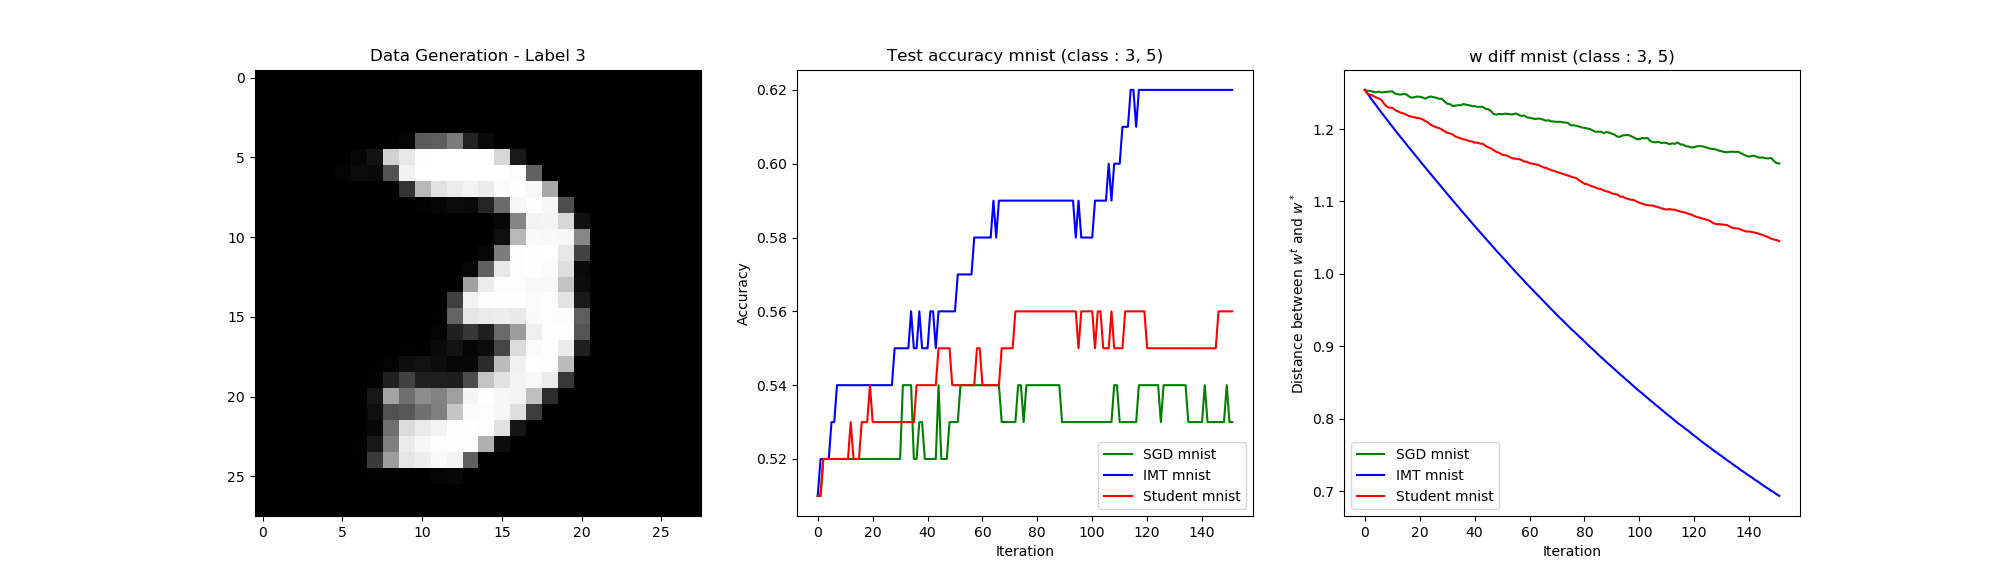 Data Generation - Label 3
0
5
10
15
20
25
0 5 10 15 20 25
Test accuracy mnist (class : 3, 5)
Accuracy
0.62
0.60
0.58
0.56
0.54
0.52
SGD mnist
IMT mnist
Student mnist
0 20 40 60 80 100 120 140
Iteration
w diff mnist (class : 3, 5)
Distance between w^t and w^*
1.2
1.1
1.0
0.9
0.8
0.7
SGD mnist
IMT mnist
Student mnist
0 20 40 60 80 100 120 140
Iteration